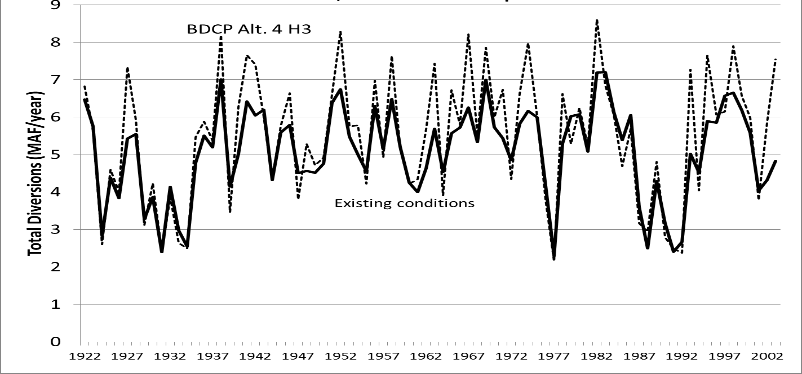 9
BDCP Alt. 4 H3
8
7
6
5
4
3
2
1
0
Total Diversions (MAF/year)
Existing conditions
1922 1927 1932 1937 1942 1947 1952 1957 1962 1967 1972 1977 1982 1987 1992 1997 2002